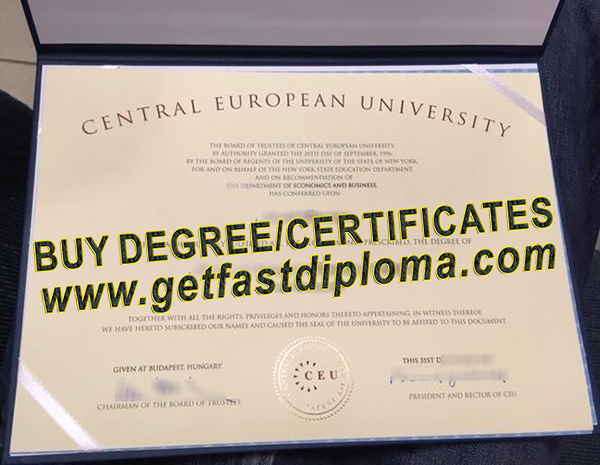 CENTRAL EUROPEAN UNIVERSITY
THE BOARD OF TRUSTEES OF CENTRAL EUROPEAN UNIVERSITY,
BY AUTHORITY GRANTED THE 20TH DAY OF SEPTEMBER, 1996,
BY THE BOARD OF REGENTS OF THE UNIVERSITY OF THE STATE OF NEW YORK,
FOR AND ON BEHALF OF THE NEW YORK STATE EDUCATION DEPARTMENT
AND ON RECOMMENDATION OF
THE DEPARTMENT OF ECONOMICS AND BUSINESS,
HAS CONFERRED UPON
BUY DEGREE/CERTIFICATES
PRESCRIBED, THE DEGREE OF
www.getfastdiploma.com
TOGETHER WITH ALL THE RIGHTS, PRIVILEGES AND HONORS THERETO APPERTAINING. IN WITNESS THEREOF
WE HAVE HERETO SUBSCRIBED OUR NAMES AND CAUSED THE SEAL OF THE UNIVERSITY TO BE AFFIXED TO THIS DOCUMENT.
GIVEN AT BUDAPEST, HUNGARY
THIS 31ST D
CEU
CHAIRMAN OF THE BOARD OF TRUSTEES
PRESIDENT AND RECTOR OF CEU